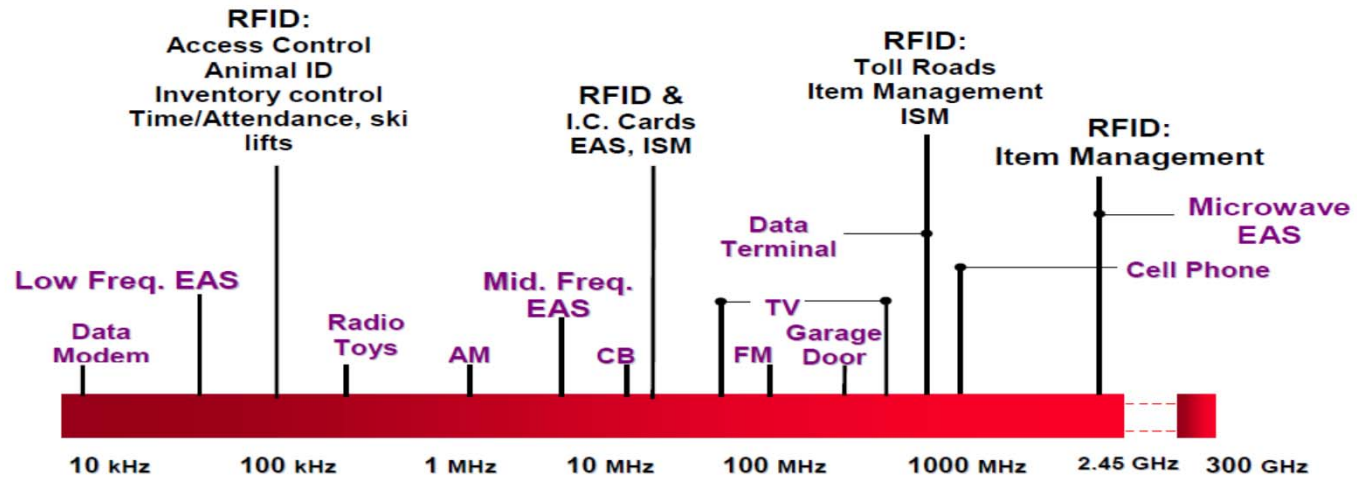 RFID:
Access Control
Animal ID
Inventory control
Time/Attendance, ski
lifts
RFID &
I.C. Cards
EAS, ISM
RFID:
Toll Roads
Item Management
ISM
RFID:
Item Management
Microwave
EAS
Data
Terminal
Cell Phone
Low Freq. EAS
Mid. Freq.
EAS
TV
Data
Modem
Radio
Toys
AM
CB
FM
Garage
Door
10 KHZ
100 KHZ
1 MHZ
10 MHZ
100 MHZ
1000 MHZ
2.45 GHZ
300 GHZ